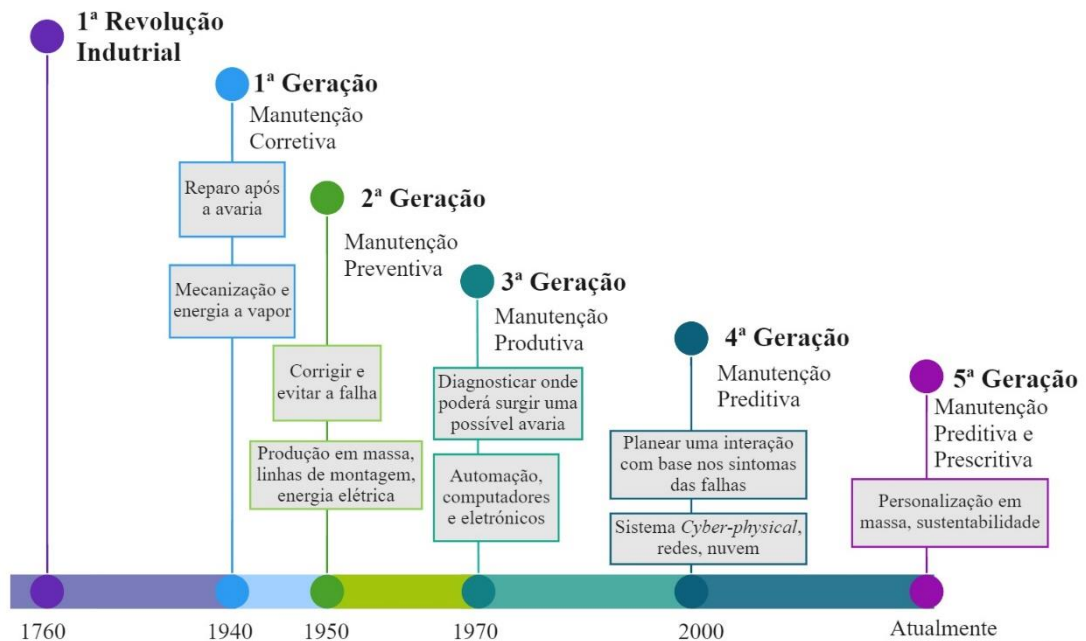 1ª Revolução
Indutrial
1ª Geração
Manutenção
Corretiva
Reparo após
a avaria
Mecanização e
energia a vapor
2ª Geração
Manutenção
Preventiva
Corrigir e
evitar a falha
Produção em massa,
linhas de montagem,
energia elétrica
3ª Geração
Manutenção
Produtiva
Diagnosticar onde
poderá surgir uma
possível avaria
Automação,
computadores
e eletrónicos
4ª Geração
Manutenção
Preditiva
Planear uma interação
com base nos sintomas
das falhas
Sistema Cyber-physical,
redes, nuvem
5ª Geração
Manutenção
Preditiva e
Prescritiva
Personalização em
massa, sustentabilidade
1760
1940
1950
1970
2000
Atualmente